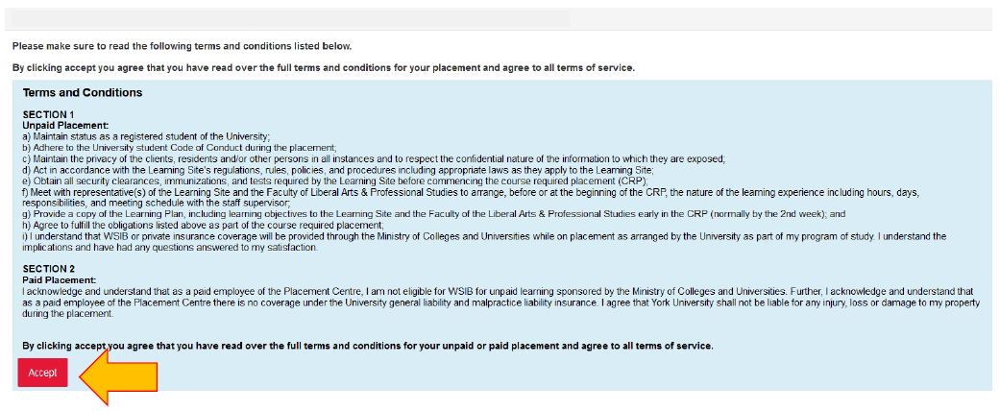 Please make sure to read the following terms and conditions listed below.
By clicking accept you agree that you have read over the full terms and conditions for your placement and agree to all terms of service.
Terms and Conditions
SECTION 1
Unpaid Placement:
a) Maintain status as a registered student of the University;
b) Adhere to the University student Code of Conduct during the placement;
c) Maintain the privacy of the clients, residents and/or other persons in all instances and to respect the confidential nature of the information to which they are exposed;
d) Act in accordance with the Learning Site's regulations, rules, policies, and procedures including appropriate laws as they apply to the Learning Site;
e) Obtain all security clearances, immunizations, and tests required by the Learning Site before commencing the course required placement (CRP);
f) Meet with representative(s) of the Learning Site and the Faculty of Liberal Arts & Professional Studies to arrange, before or at the beginning of the CRP, the nature of the learning experience including hours, days,
responsibilities, and meeting schedule with the staff supervisor;
g) Provide a copy of the Learning Plan, including learning objectives to the Learning Site and the Faculty of the Liberal Arts & Professional Studies early in the CRP (normally by the 2nd week); and
h) Agree to fulfill the obligations listed above as part of the course required placement;
i) I understand that WSIB or private insurance coverage will be provided through the Ministry of Colleges and Universities while on placement as arranged by the University as part of my program of study. I understand the
implications and have had any questions answered to my satisfaction.
SECTION 2
Paid Placement:
I acknowledge and understand that as a paid employee of the Placement Centre, I am not eligible for WSIB for unpaid learning sponsored by the Ministry of Colleges and Universities. Further, I acknowledge and understand that
as a paid employee of the Placement Centre there is no coverage under the University general liability and malpractice liability insurance. I agree that York University shall not be liable for any injury, loss or damage to my property
during the placement.
By clicking accept you agree that you have read over the full terms and conditions for your unpaid or paid placement and agree to all terms of service.
Accept